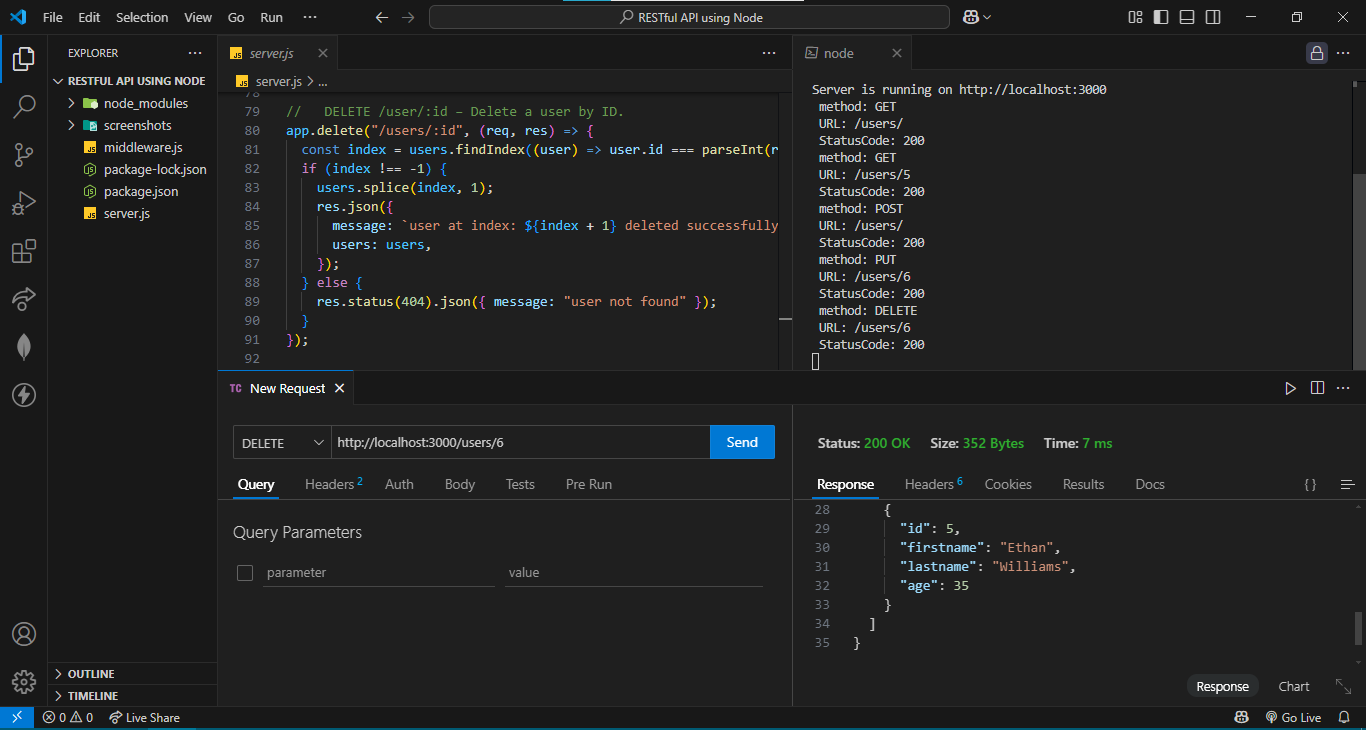 File Edit Selection View Go Run ··· RESTful API using Node
EXPLORER ···
RESTFUL API USING NODE
node_modules
screenshots
middleware.js
package-lock.json
package.json
server.js
OUTLINE
TIMELINE
JS server.js
JS server.js > ...
79 //   DELETE /user/:id – Delete a user by ID.
80 app.delete("/users/:id", (req, res) => {
81   const index = users.findIndex((user) => user.id === parseInt(r
82   if (index !== -1) {
83     users.splice(index, 1);
84     res.json({
85       message: `user at index: ${index + 1} deleted successfully
86       users: users,
87     });
88   } else {
89     res.status(404).json({ message: "user not found" });
90   }
91 });
92
node
Server is running on http://localhost:3000
method: GET
URL: /users/
StatusCode: 200
method: GET
URL: /users/5
StatusCode: 200
method: POST
URL: /users/
StatusCode: 200
method: PUT
URL: /users/6
StatusCode: 200
method: DELETE
URL: /users/6
StatusCode: 200
TC New Request
DELETE http://localhost:3000/users/6 Send
Query Headers 2 Auth Body Tests Pre Run
Query Parameters
parameter value
Status: 200 OK Size: 352 Bytes Time: 7 ms
Response Headers 6 Cookies Results Docs { }
28     {
29       "id": 5,
30       "firstname": "Ethan",
31       "lastname": "Williams",
32       "age": 35
33     }
34   ]
35 }
Response Chart
0 0 Live Share Go Live